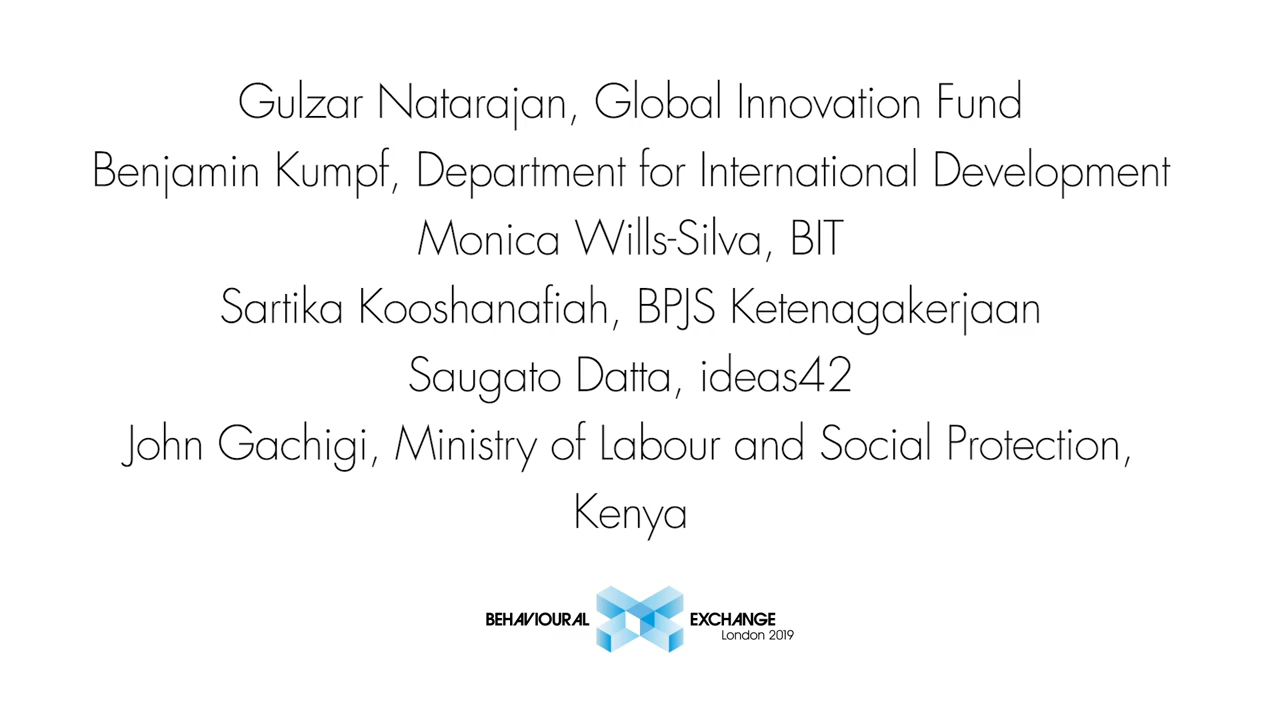 Gulzar Natarajan, Global Innovation Fund
Benjamin Kumpf, Department for International Development
Monica Wills-Silva, BIT
Sartika Kooshanafiah, BPJS Ketenagakerjaan
Saugato Datta, ideas42
John Gachigi, Ministry of Labour and Social Protection,
Kenya
BEHAVIOURAL EXCHANGE
London 2019